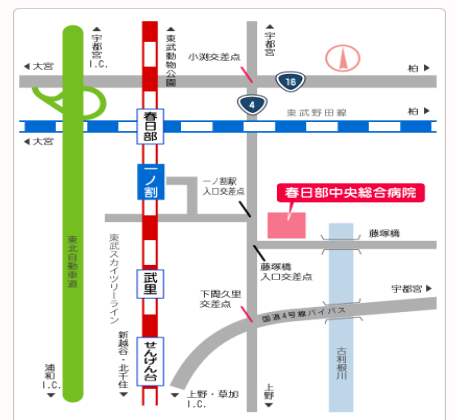 宇都宮
I.C.
東武動物公園
宇都宮
小渕交差点
大宮
柏
16
4
東武野田線
柏
大宮
春日部
一ノ割
一ノ割駅
入口交差点
春日部中央総合病院
藤塚橋
東北自動車道
東武スカイツリーライン
藤塚橋
入口交差点
武里
下間久里
交差点
宇都宮
国道4号線バイパス
新越谷・北千住
せんげん台
古利根川
浦和
I.C.
上野・草加
I.C.
上野